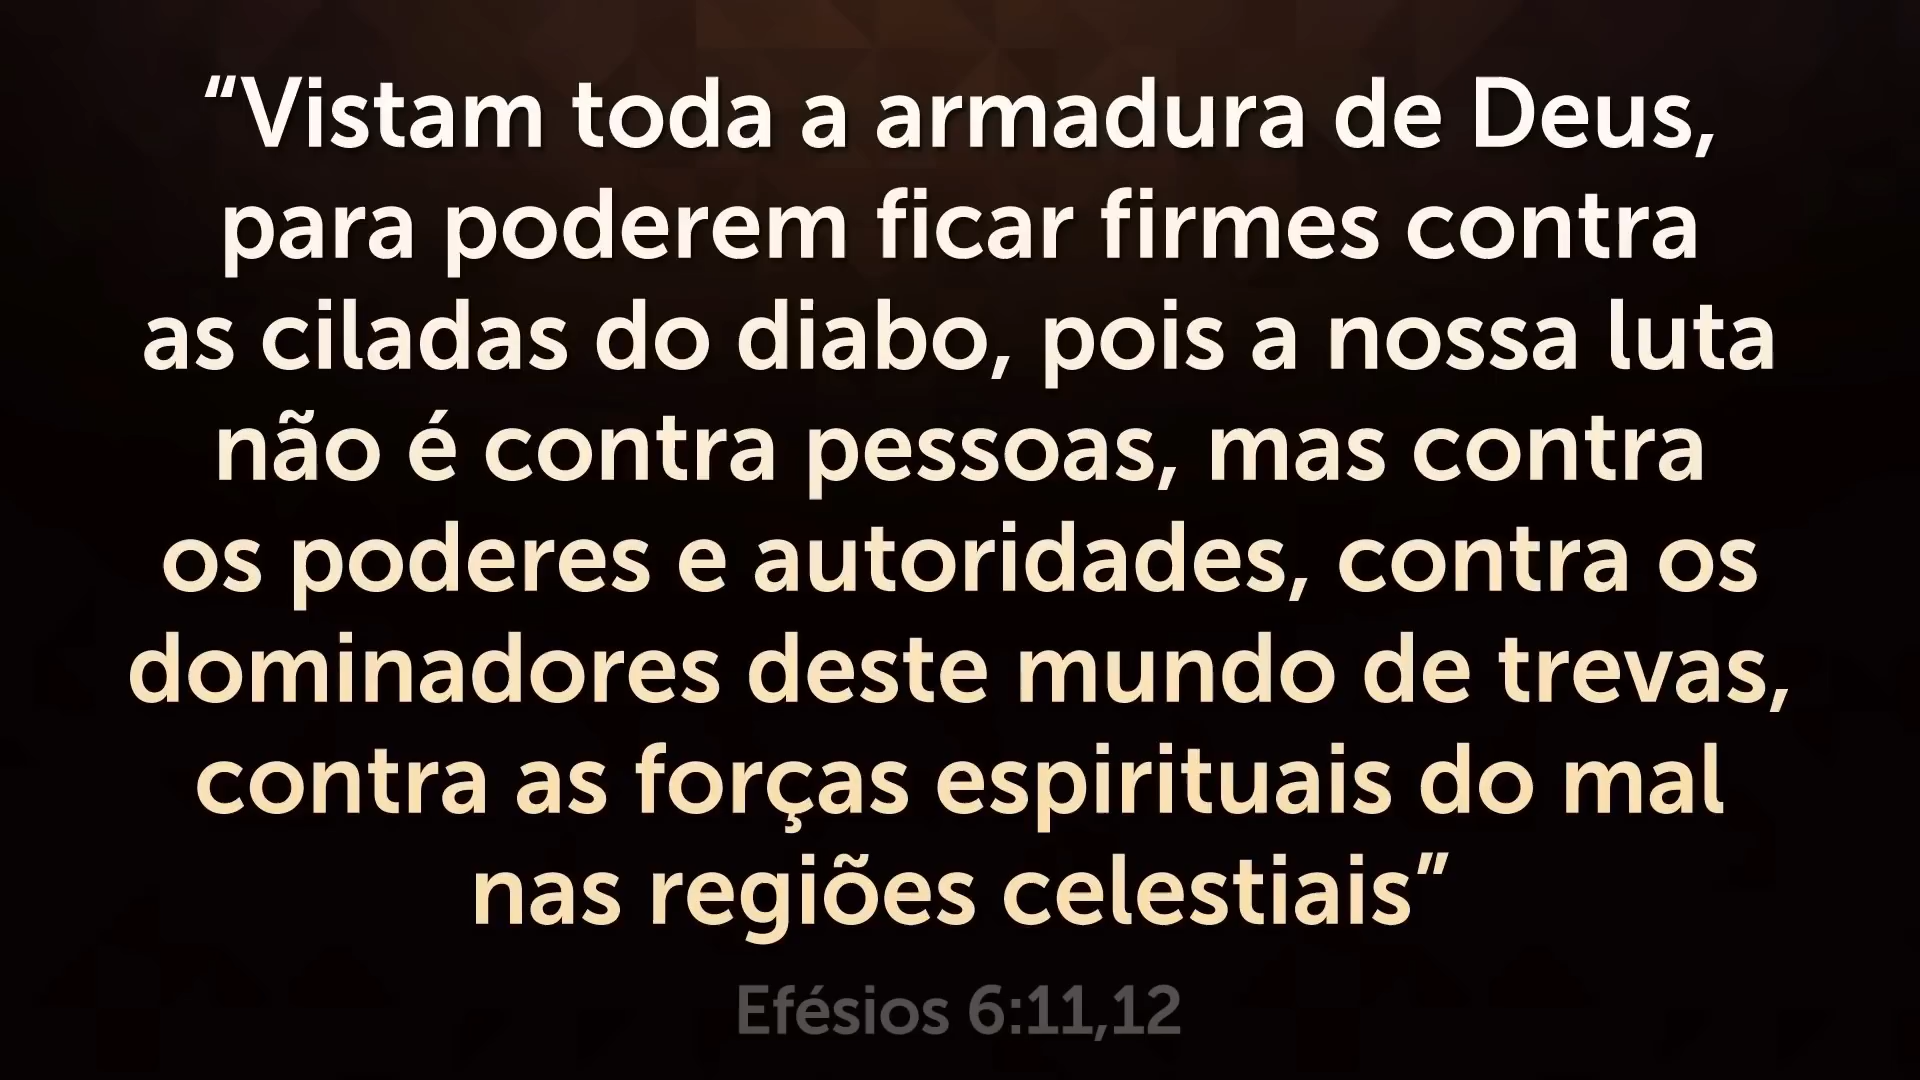 “Vistam toda a armadura de Deus,
para poderem ficar firmes contra
as ciladas do diabo, pois a nossa luta
não é contra pessoas, mas contra
os poderes e autoridades, contra os
dominadores deste mundo de trevas,
contra as forças espirituais do mal
nas regiões celestiais”
Efésios 6:11,12